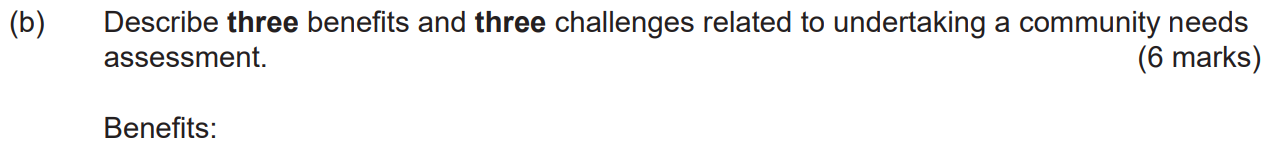 (b) Describe three benefits and three challenges related to undertaking a community needs
assessment. (6 marks)
Benefits: